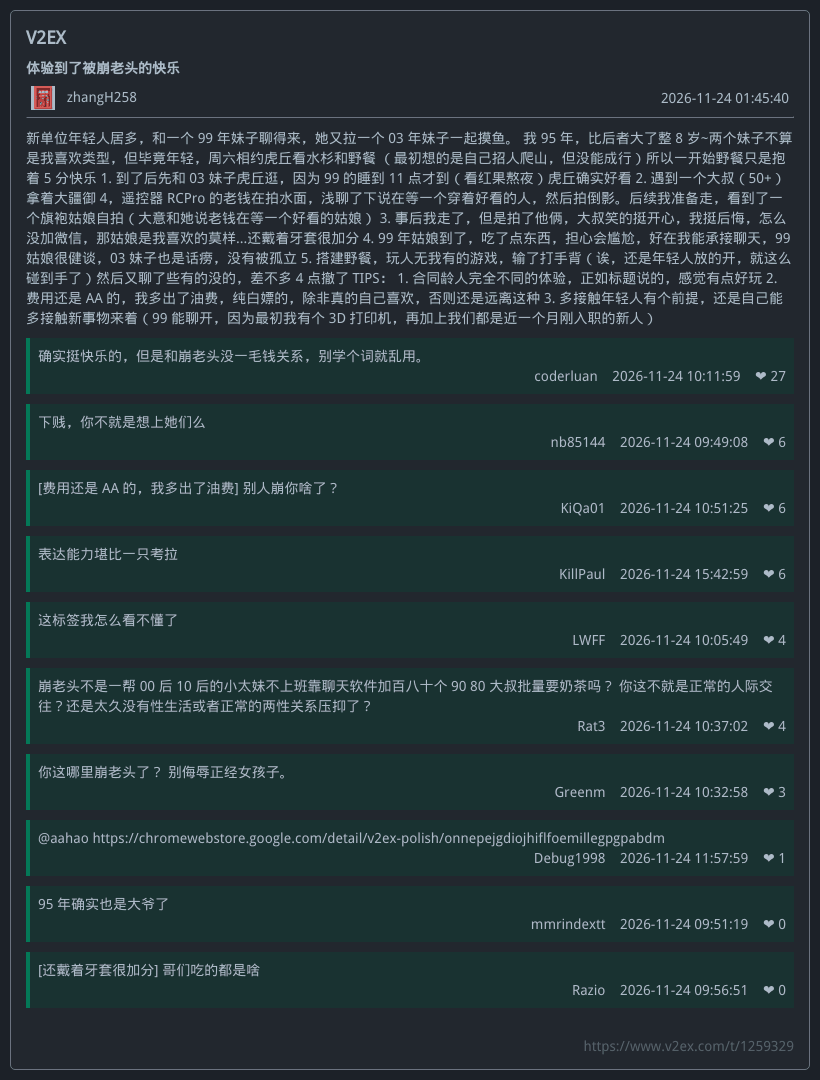 V2EX
体验到了被崩老头的快乐
zhangH258
2026-11-24 01:45:40
新单位年轻人居多，和一个 99 年妹子聊得来，她又拉一个 03 年妹子一起摸鱼。 我 95 年，比后者大了整 8 岁~两个妹子不算
是我喜欢类型，但毕竟年轻，周六相约虎丘看水杉和野餐 （最初想的是自己招人爬山，但没能成行）所以一开始野餐只是抱
着 5 分快乐 1. 到了后先和 03 妹子虎丘逛，因为 99 的睡到 11 点才到（看红果熬夜）虎丘确实好看 2. 遇到一个大叔（50+）
拿着大疆御 4，遥控器 RCPro 的老钱在拍水面，浅聊了下说在等一个穿着好看的人，然后拍倒影。后续我准备走，看到了一
个旗袍姑娘自拍（大意和她说老钱在等一个好看的姑娘） 3. 事后我走了，但是拍了他俩，大叔笑的挺开心，我挺后悔，怎么
没加微信，那姑娘是我喜欢的莫样...还戴着牙套很加分 4. 99 年姑娘到了，吃了点东西，担心会尴尬，好在我能承接聊天，99
姑娘很健谈，03 妹子也是话痨，没有被孤立 5. 搭建野餐，玩人无我有的游戏，输了打手背（诶，还是年轻人放的开，就这么
碰到手了）然后又聊了些有的没的，差不多 4 点撤了 TIPS： 1. 合同龄人完全不同的体验，正如标题说的，感觉有点好玩 2.
费用还是 AA 的，我多出了油费，纯白嫖的，除非真的自己喜欢，否则还是远离这种 3. 多接触年轻人有个前提，还是自己能
多接触新事物来着（99 能聊开，因为最初我有个 3D 打印机，再加上我们都是近一个月刚入职的新人）
确实挺快乐的，但是和崩老头没一毛钱关系，别学个词就乱用。
coderluan 2026-11-24 10:11:59 ❤ 27
下贱，你不就是想上她们么
nb85144 2026-11-24 09:49:08 ❤ 6
[费用还是 AA 的，我多出了油费] 别人崩你啥了？
KiQa01 2026-11-24 10:51:25 ❤ 6
表达能力堪比一只考拉
KillPaul 2026-11-24 15:42:59 ❤ 6
这标签我怎么看不懂了
LWFF 2026-11-24 10:05:49 ❤ 4
崩老头不是一帮 00 后 10 后的小太妹不上班靠聊天软件加百八十个 90 80 大叔批量要奶茶吗？ 你这不就是正常的人际交
往？还是太久没有性生活或者正常的两性关系压抑了？
Rat3 2026-11-24 10:37:02 ❤ 4
你这哪里崩老头了？ 别侮辱正经女孩子。
Greenm 2026-11-24 10:32:58 ❤ 3
@aahao https://chromewebstore.google.com/detail/v2ex-polish/onnepejgdiojhiflfoemillegpgpabdm
Debug1998 2026-11-24 11:57:59 ❤ 1
95 年确实也是大爷了
mmrindextt 2026-11-24 09:51:19 ❤ 0
[还戴着牙套很加分] 哥们吃的都是啥
Razio 2026-11-24 09:56:51 ❤ 0
https://www.v2ex.com/t/1259329